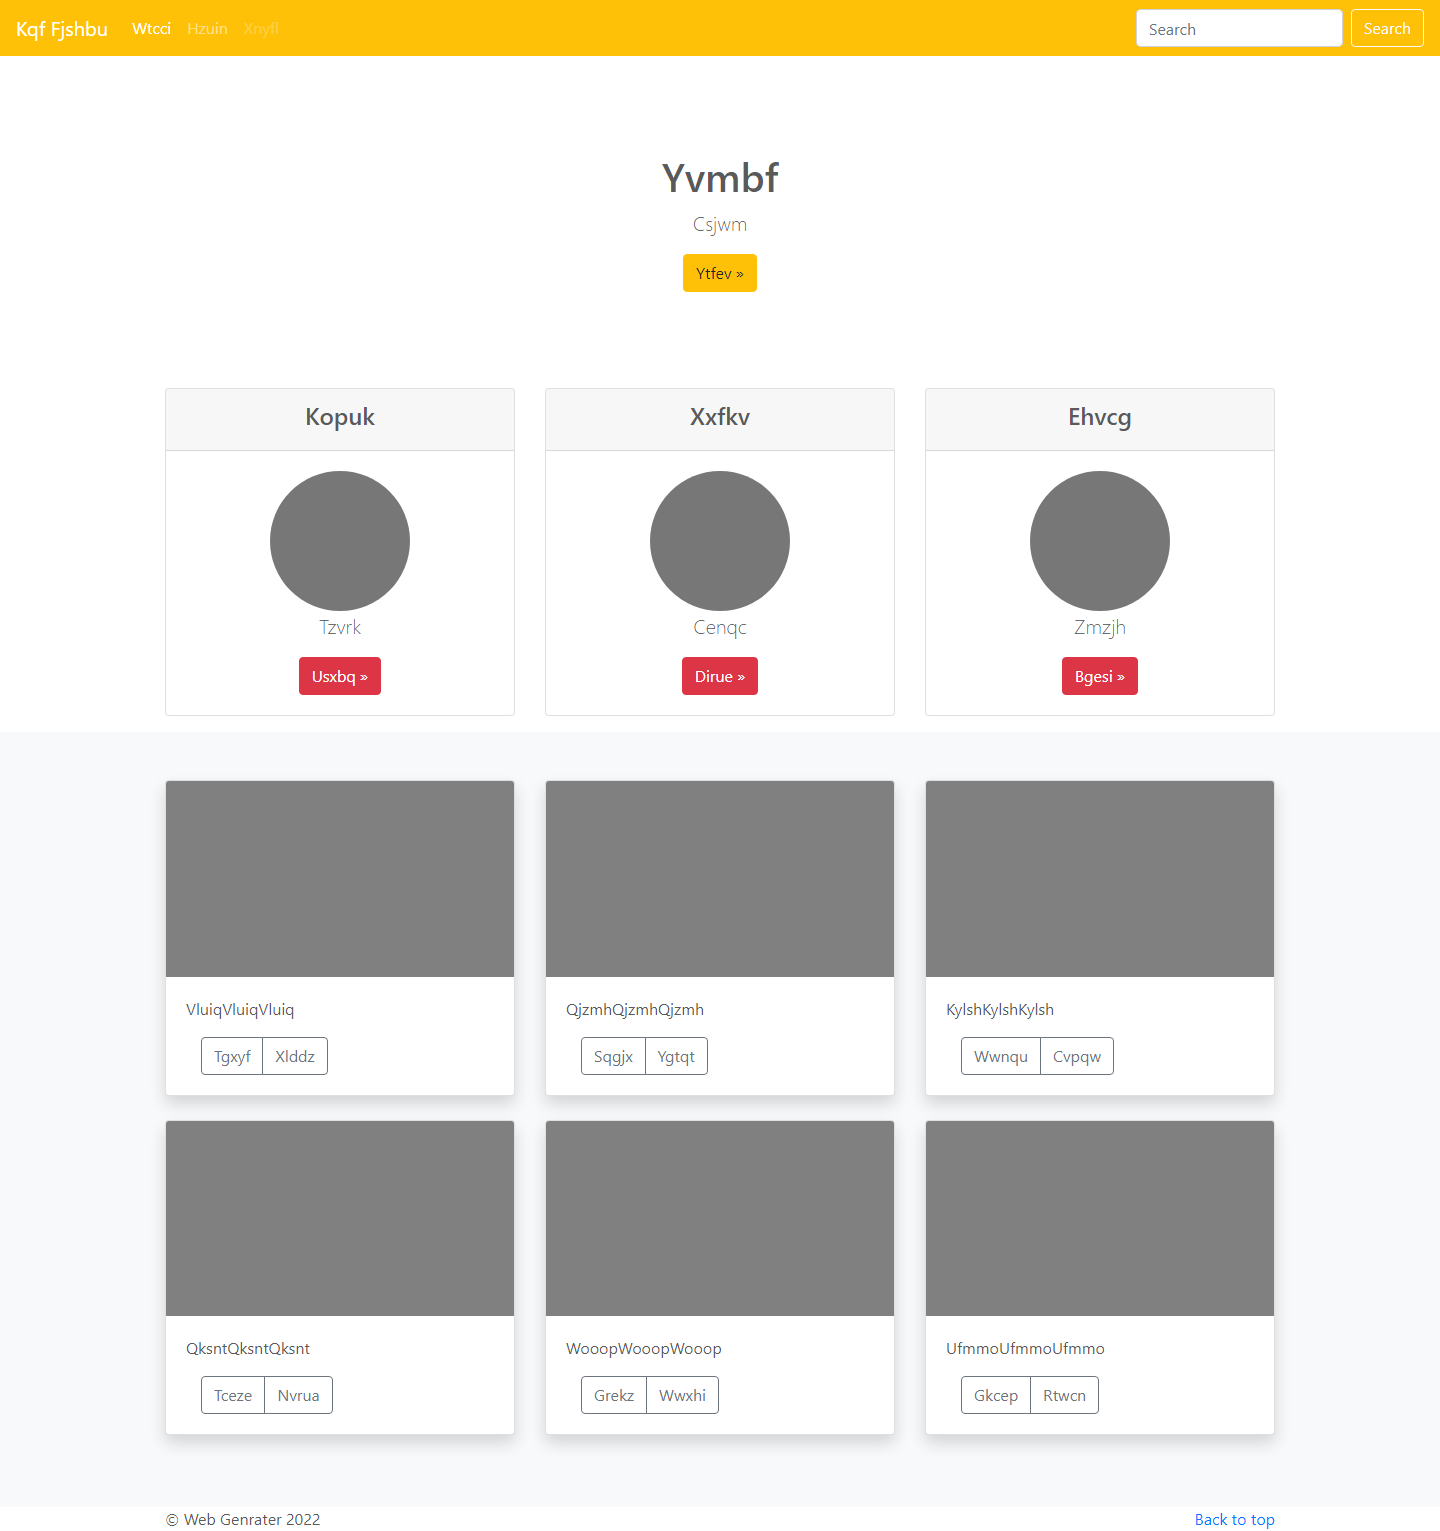 Kqf Fjshbu Wtcci Hzuin Xnyfl Search Search
Yvmbf
Csjwm
Ytfev »
Kopuk Xxfkv Ehvcg
Tzvrk Cenqc Zmzjh
Usxbq » Dirue » Bgesi »
VluiqVluiqVluiq QjzmhQjzmhQjzmh KylshKylshKylsh
Tgxyf Xlddz Sqgjx Ygtqt Wwnqu Cvpqw
QksntQksntQksnt WooopWooopWooop UfmmoUfmmoUfmmo
Tceze Nvrua Grekz Wwxhi Gkcep Rtwcn
© Web Genrater 2022 Back to top